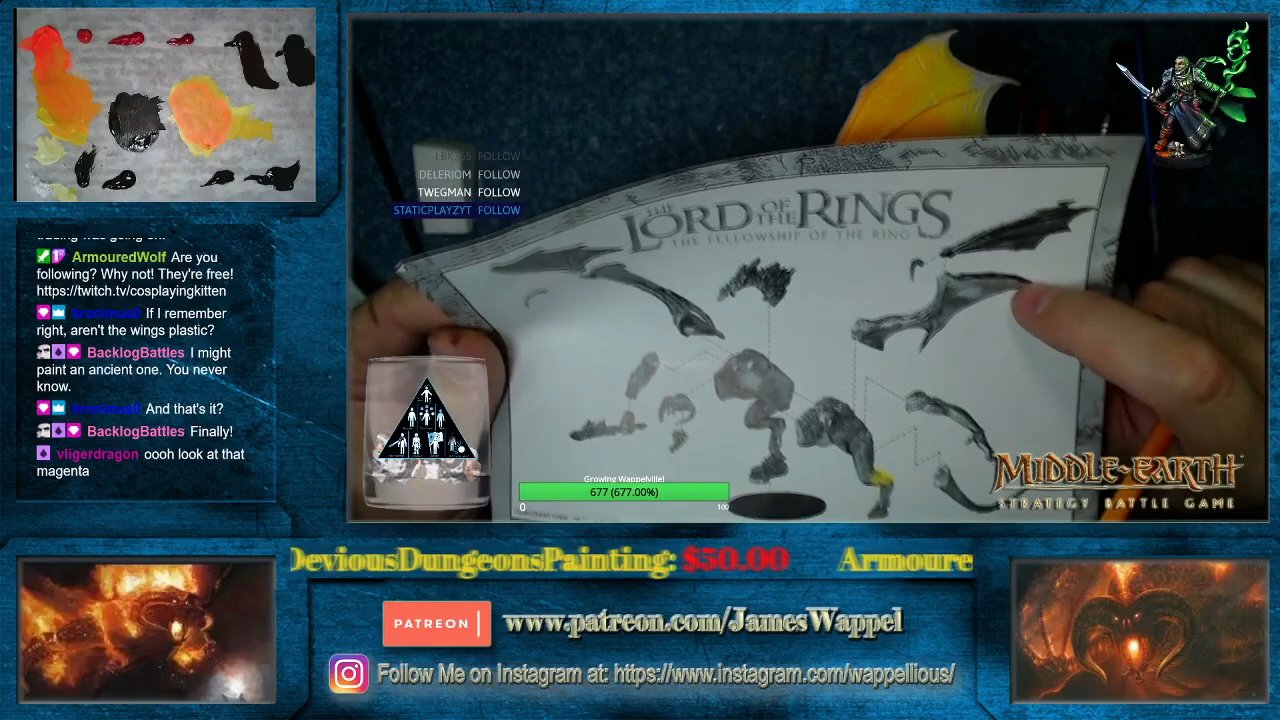 ArmouredWolf Are you
following? Why not! They're free!
https://twitch.tv/cosplayingkitten
kronimus0 If I remember
right, aren't the wings plastic?
BacklogBattles I might
paint an ancient one. You never
know.
kronimus0 And that's it?
BacklogBattles Finally!
vligerdragon oooh look at that
magenta
FOLLOW
DELERIOM FOLLOW
TWEGMAN FOLLOW
STATICPLAYZYT FOLLOW
THE LORD OF THE RINGS
THE FELLOWSHIP OF THE RING
Growing Wappelville!
677 (677.00%)
0 100
MIDDLE-EARTH
STRATEGY BATTLE GAME
DeviousDungeonsPainting: $50.00 Armoure
PATREON www.patreon.com/JamesWappel
Follow Me on Instagram at: https://www.instagram.com/wappellious/